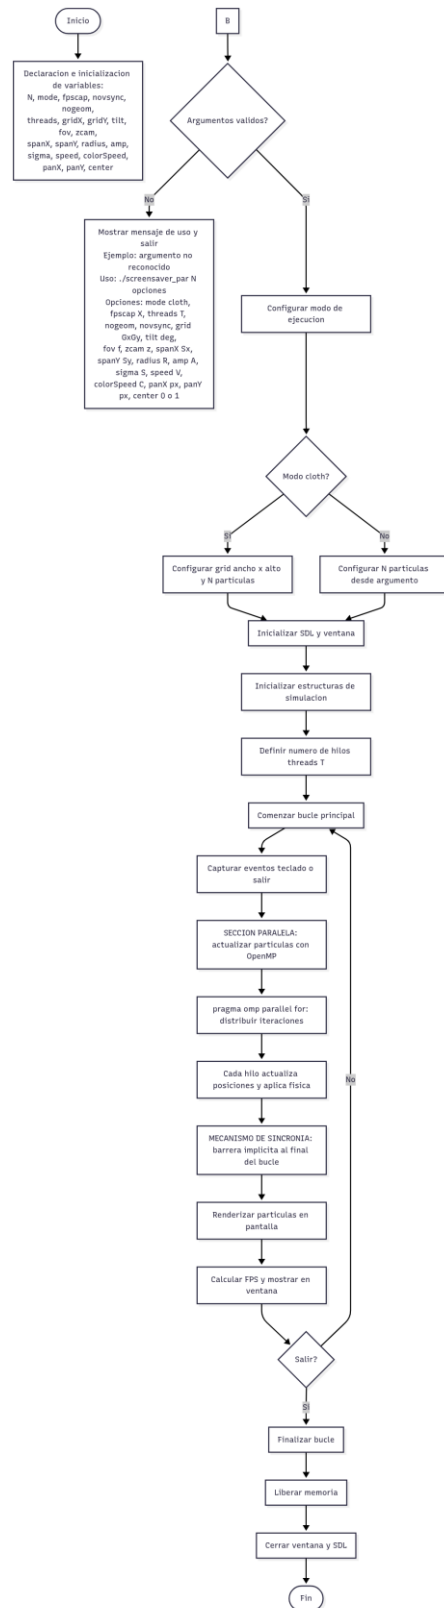 Inicio
Declaracion e inicializacion
de variables:
N, mode, fpscap, novsync,
nogeom,
threads, gridX, gridY, tilt,
fov, zcam,
spanX, spanY, radius, amp,
sigma, speed, colorSpeed,
panX, panY, center
B
Argumentos validos?
No
Si
Mostrar mensaje de uso y
salir
Ejemplo: argumento no
reconocido
Uso: ./screensaver_par N
opciones
Opciones: mode cloth,
fpscap X, threads T,
nogeom, novsync, grid
GxGy, tilt deg,
fov f, zcam z, spanX Sx,
spanY Sy, radius R, amp A,
sigma S, speed V,
colorSpeed C, panX px, panY
px, center 0 o 1
Configurar modo de
ejecucion
Modo cloth?
Si
No
Configurar grid ancho x alto
y N particulas
Configurar N particulas
desde argumento
Inicializar SDL y ventana
Inicializar estructuras de
simulacion
Definir numero de hilos
threads T
Comenzar bucle principal
Capturar eventos teclado o
salir
SECCION PARALELA:
actualizar particulas con
OpenMP
pragma omp parallel for:
distribuir iteraciones
Cada hilo actualiza
posiciones y aplica fisica
No
MECANISMO DE SINCRONIA:
barrera implicita al final
del bucle
Renderizar particulas en
pantalla
Calcular FPS y mostrar en
ventana
Salir?
Si
Finalizar bucle
Liberar memoria
Cerrar ventana y SDL
Fin